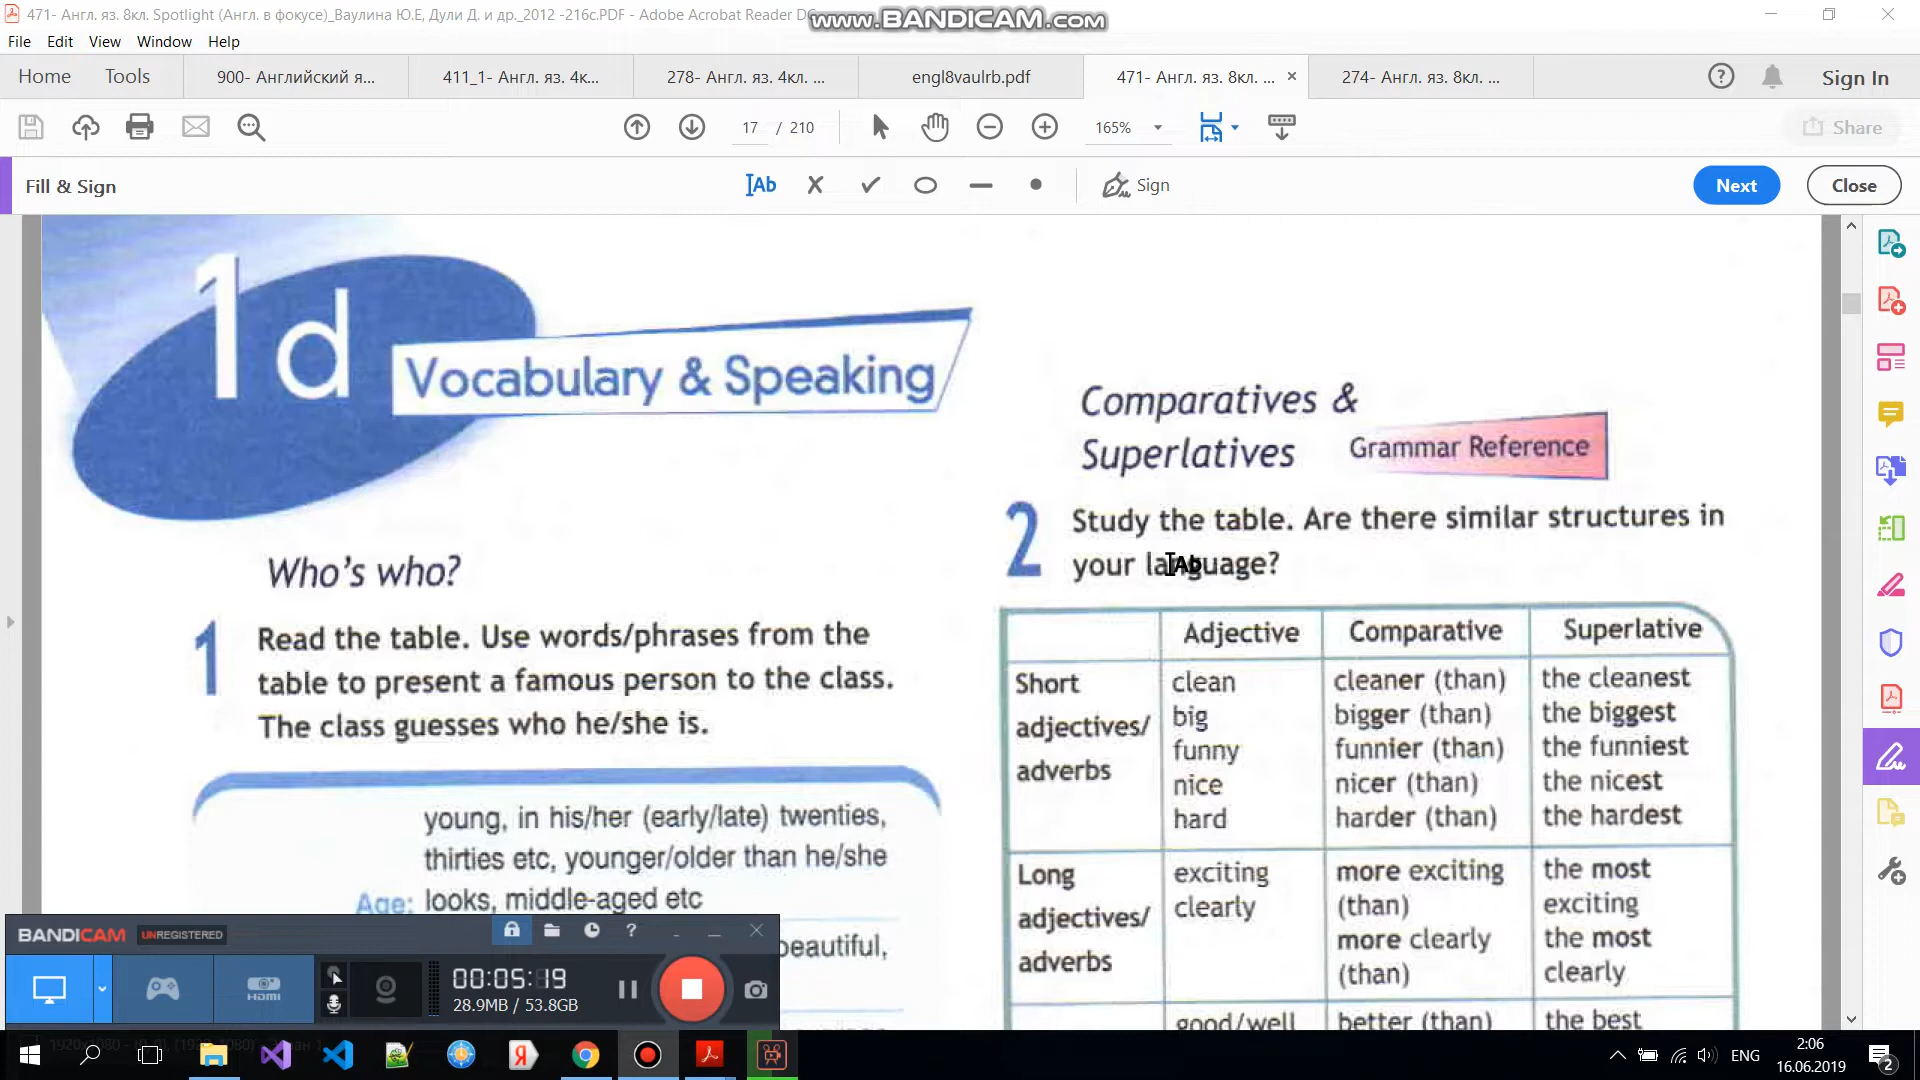 471- Англ. яз. 8кл. Spotlight (Англ. в фокусе)_Ваулина Ю.Е, Дули Д. и др._2012 -216с.PDF - Adobe Acrobat Reader DC
www.BANDICAM.com
File Edit View Window Help
Home Tools 900- Английский я... 411_1- Англ. яз. 4к... 278- Англ. яз. 4кл. ... engl8vaulrb.pdf 471- Англ. яз. 8кл. ... 274- Англ. яз. 8кл. ... Sign In
17 / 210 165% Share
Fill & Sign Ab Sign Next Close
1d Vocabulary & Speaking
Who's who?
1 Read the table. Use words/phrases from the
table to present a famous person to the class.
The class guesses who he/she is.
young, in his/her (early/late) twenties,
thirties etc, younger/older than he/she
Age: looks, middle-aged etc
beautiful,
Comparatives &
Superlatives Grammar Reference
2 Study the table. Are there similar structures in
your language?
Adjective Comparative Superlative
Short clean cleaner (than) the cleanest
adjectives/ big bigger (than) the biggest
adverbs funny funnier (than) the funniest
nice nicer (than) the nicest
hard harder (than) the hardest
Long exciting more exciting the most
adjectives/ clearly (than) exciting
adverbs more clearly the most
(than) clearly
good/well better (than) the best
BANDICAM UNREGISTERED
HDMI 00:05:19
28.9MB / 53.8GB
ENG 2:06
16.06.2019 2